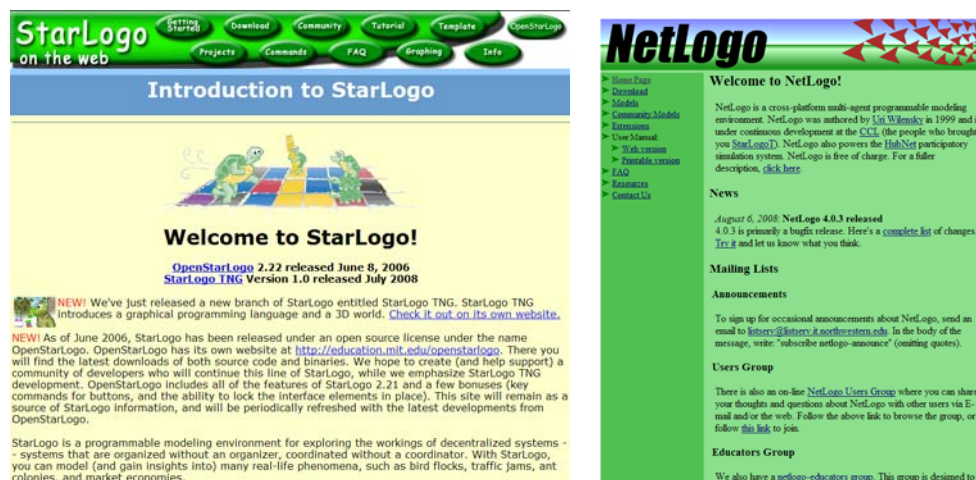 StarLogo
on the web
Getting
Started
Download
Community
Tutorial
Template
OpenStarLogo
Projects
Commands
FAQ
Graphing
Info
Introduction to StarLogo
Welcome to StarLogo!
OpenStarLogo 2.22 released June 8, 2006
StarLogo TNG Version 1.0 released July 2008
NEW! We've just released a new branch of StarLogo entitled StarLogo TNG. StarLogo TNG
introduces a graphical programming language and a 3D world. Check it out on its own website.
NEW! As of June 2006, StarLogo has been released under an open source license under the name
OpenStarLogo. OpenStarLogo has its own website at http://education.mit.edu/openstarlogo. There you
will find the latest downloads of both source code and binaries. We hope to create (and help support) a
community of developers who will continue this line of StarLogo, while we emphasize StarLogo TNG
development. OpenStarLogo includes all of the features of StarLogo 2.21 and a few bonuses (key
commands for buttons, and the ability to lock the interface elements in place). This site will remain as a
source of StarLogo information, and will be periodically refreshed with the latest developments from
OpenStarLogo.
StarLogo is a programmable modeling environment for exploring the workings of decentralized systems -
- systems that are organized without an organizer, coordinated without a coordinator. With StarLogo,
you can model (and gain insights into) many real-life phenomena, such as bird flocks, traffic jams, ant
colonies, and market economies.
NetLogo
Home Page
Download
Models
Community Models
Extensions
User Manual:
Web version
Printable version
FAQ
Resources
Contact Us
Welcome to NetLogo!
NetLogo is a cross-platform multi-agent programmable modeling
environment. NetLogo was authored by Uri Wilensky in 1999 and i
under continuous development at the CCL (the people who brought
you StarLogoT). NetLogo also powers the HubNet participatory
simulation system. NetLogo is free of charge. For a fuller
description, click here.
News
August 6, 2008: NetLogo 4.0.3 released
4.0.3 is primarily a bugfix release. Here's a complete list of changes.
Try it and let us know what you think.
Mailing Lists
Announcements
To sign up for occasional announcements about NetLogo, send an
email to listserv@listserv.it.northwestern.edu. In the body of the
message, write: "subscribe netlogo-announce" (omitting quotes).
Users Group
There is also an on-line NetLogo Users Group where you can share
your thoughts and questions about NetLogo with other users via E-
mail and/or the web. Follow the above link to browse the group, or
follow this link to join.
Educators Group
We also have a netlogo-educators group. This group is designed to